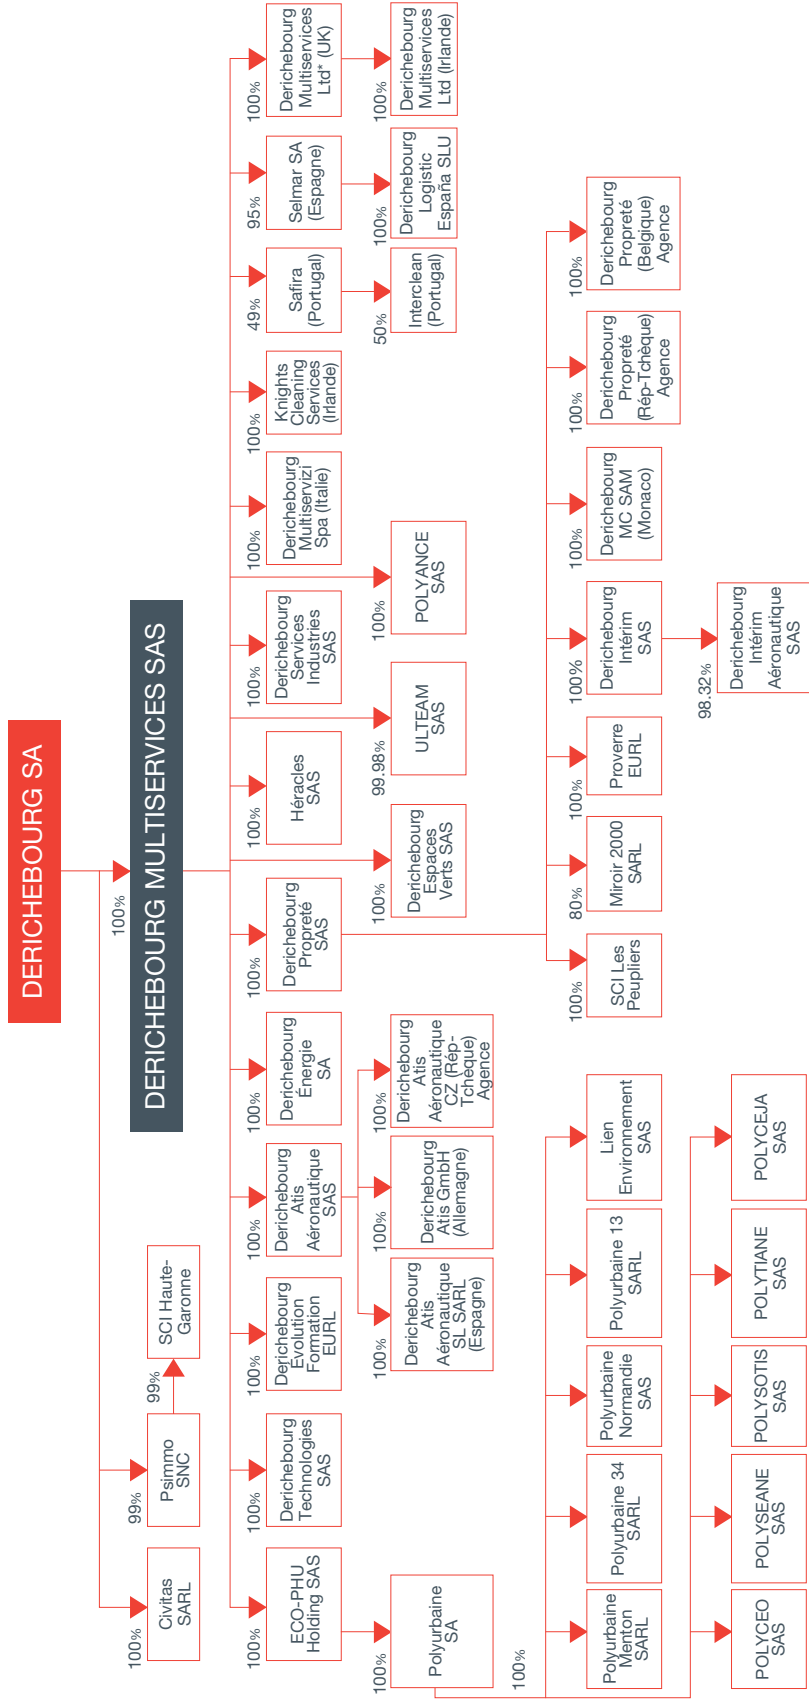 DERICHEBOURG SA
100%
Civitas
SARL
99%
Psimmo
SNC
99%
SCI Haute-
Garonne
100%
DERICHEBOURG MULTISERVICES SAS
100%
ECO-PHU
Holding SAS
100%
Derichebourg
Technologies
SAS
100%
Derichebourg
Évolution
Formation
EURL
100%
Derichebourg
Atis
Aéronautique
SAS
100%
Derichebourg
Énergie
SA
100%
Derichebourg
Propreté
SAS
100%
Héracles
SAS
100%
Derichebourg
Services
Industries
SAS
100%
Derichebourg
Multiservizi
Spa (Italie)
100%
Knights
Cleaning
Services
(Irlande)
49%
Safira
(Portugal)
95%
Selmar SA
(Espagne)
100%
Derichebourg
Multiservices
Ltd* (UK)
100%
Polyurbaine
SA
100%
Derichebourg
Atis
Aéronautique
SL SARL
(Espagne)
100%
Derichebourg
Atis GmbH
(Allemagne)
100%
Derichebourg
Atis
Aéronautique
CZ (Rép-
Tchèque)
Agence
100%
Derichebourg
Espaces
Verts SAS
99.98%
ULTEAM
SAS
100%
POLYANCE
SAS
50%
Interclean
(Portugal)
100%
Derichebourg
Logistic
España SLU
100%
Derichebourg
Multiservices
Ltd (Irlande)
100%
Polyurbaine
Menton
SARL
Polyurbaine 34
SARL
Polyurbaine
Normandie
SAS
Polyurbaine 13
SARL
Lien
Environnement
SAS
100%
SCI Les
Peupliers
80%
Miroir 2000
SARL
100%
Proverre
EURL
100%
Derichebourg
Intérim
SAS
100%
Derichebourg
MC SAM
(Monaco)
100%
Derichebourg
Propreté
(Rép-Tchèque)
Agence
100%
Derichebourg
Propreté
(Belgique)
Agence
POLYCEO
SAS
POLYSEANE
SAS
POLYSOTIS
SAS
POLYTIANE
SAS
POLYCEJA
SAS
98.32%
Derichebourg
Intérim
Aéronautique
SAS